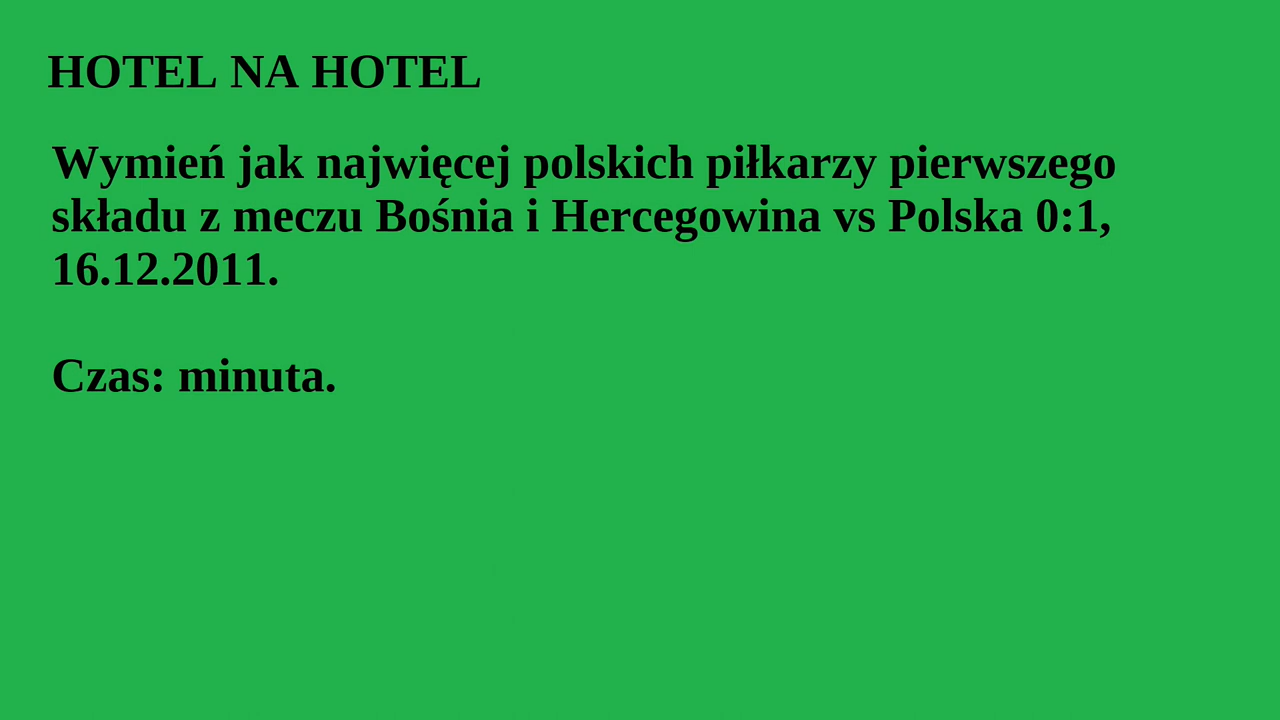 HOTEL NA HOTEL
Wymień jak najwięcej polskich piłkarzy pierwszego
składu z meczu Bośnia i Hercegowina vs Polska 0:1,
16.12.2011.
Czas: minuta.